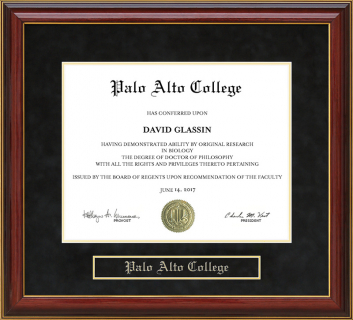 Palo Alto College
HAS CONFERRED UPON
DAVID GLASSIN
HAVING DEMONSTRATED ABILITY BY ORIGINAL RESEARCH
IN BIOLOGY
THE DEGREE OF DOCTOR OF PHILOSOPHY
WITH ALL THE RIGHTS AND PRIVILEGES THERETO PERTAINING
ISSUED BY THE BOARD OF REGENTS UPON RECOMMENDATION OF THE FACULTY
JUNE 14, 2017
PROVOST
PRESIDENT
Palo Alto College